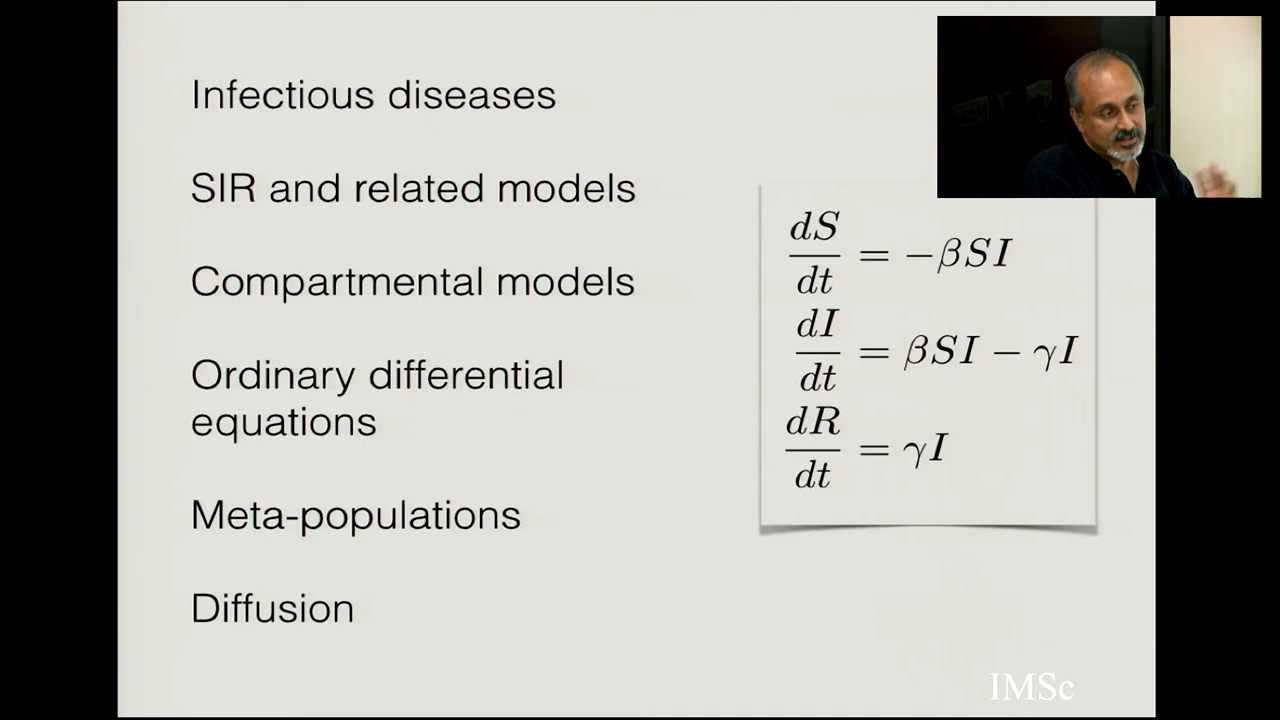 Infectious diseases
SIR and related models
Compartmental models
Ordinary differential
equations
Meta-populations
Diffusion
dS/dt = −βSI
dI/dt = βSI − γI
dR/dt = γI
IMSc